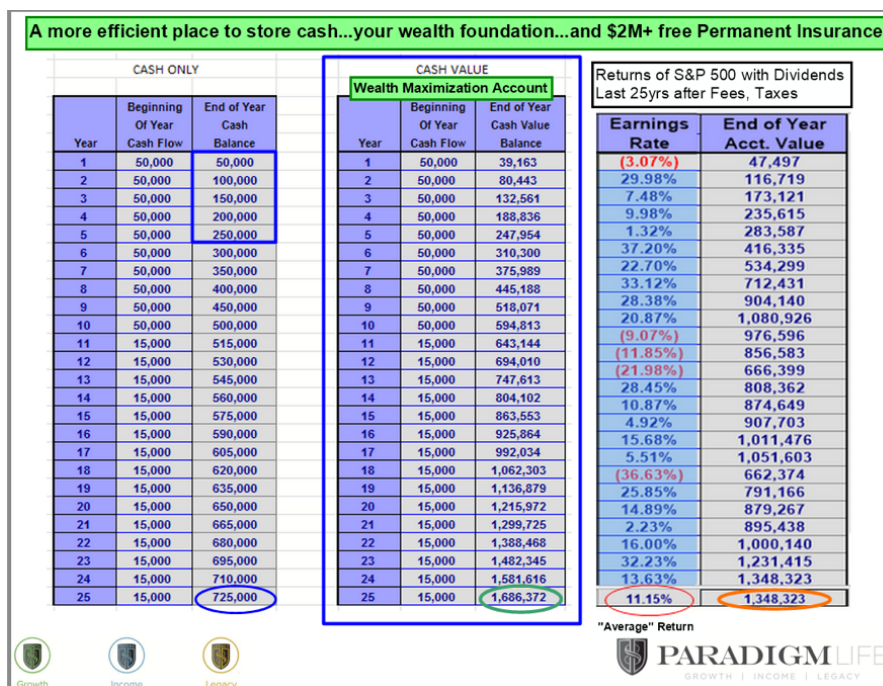 A more efficient place to store cash...your wealth foundation...and $2M+ free Permanent Insurance
CASH ONLY
Beginning End of Year
Of Year Cash
Year Cash Flow Balance
1 50,000 50,000
2 50,000 100,000
3 50,000 150,000
4 50,000 200,000
5 50,000 250,000
6 50,000 300,000
7 50,000 350,000
8 50,000 400,000
9 50,000 450,000
10 50,000 500,000
11 15,000 515,000
12 15,000 530,000
13 15,000 545,000
14 15,000 560,000
15 15,000 575,000
16 15,000 590,000
17 15,000 605,000
18 15,000 620,000
19 15,000 635,000
20 15,000 650,000
21 15,000 665,000
22 15,000 680,000
23 15,000 695,000
24 15,000 710,000
25 15,000 725,000
CASH VALUE
Wealth Maximization Account
Beginning End of Year
Of Year Cash Value
Year Cash Flow Balance
1 50,000 39,163
2 50,000 80,443
3 50,000 132,561
4 50,000 188,836
5 50,000 247,954
6 50,000 310,300
7 50,000 375,989
8 50,000 445,188
9 50,000 518,071
10 50,000 594,813
11 15,000 643,144
12 15,000 694,010
13 15,000 747,613
14 15,000 804,102
15 15,000 863,553
16 15,000 925,864
17 15,000 992,034
18 15,000 1,062,303
19 15,000 1,136,879
20 15,000 1,215,972
21 15,000 1,299,725
22 15,000 1,388,468
23 15,000 1,482,345
24 15,000 1,581,616
25 15,000 1,686,372
Returns of S&P 500 with Dividends
Last 25yrs after Fees, Taxes
Earnings End of Year
Rate Acct. Value
(3.07%) 47,497
29.98% 116,719
7.48% 173,121
9.98% 235,615
1.32% 283,587
37.20% 416,335
22.70% 534,299
33.12% 712,431
28.38% 904,140
20.87% 1,080,926
(9.07%) 976,596
(11.85%) 856,583
(21.98%) 666,399
28.45% 808,362
10.87% 874,649
4.92% 907,703
15.68% 1,011,476
5.51% 1,051,603
(36.63%) 662,374
25.85% 791,166
14.89% 879,267
2.23% 895,438
16.00% 1,000,140
32.23% 1,231,415
13.63% 1,348,323
11.15% 1,348,323
"Average" Return
Growth
Income
Legacy
PARADIGM LIFE
GROWTH | INCOME | LEGACY